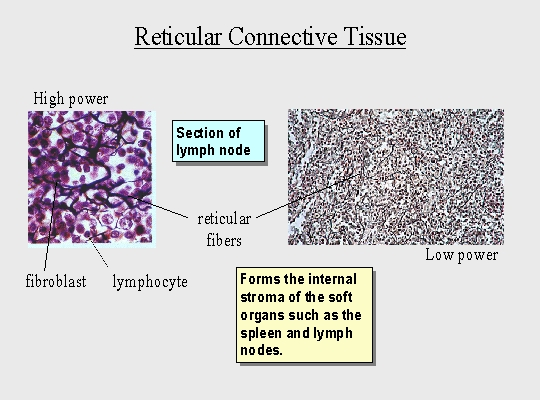 Reticular Connective Tissue
High power
Section of
lymph node
reticular
fibers
Low power
fibroblast
lymphocyte
Forms the internal
stroma of the soft
organs such as the
spleen and lymph
nodes.